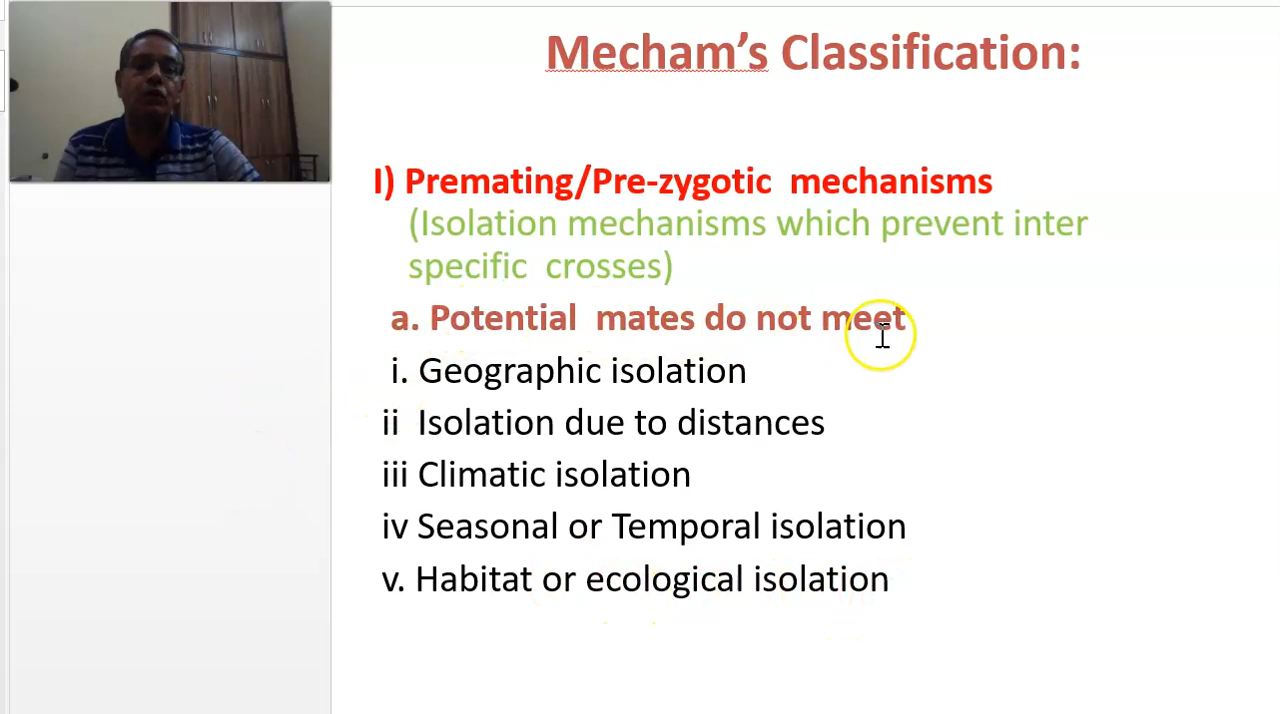 Mecham's Classification:
I) Premating/Pre-zygotic mechanisms
(Isolation mechanisms which prevent inter
specific crosses)
a. Potential mates do not meet
i. Geographic isolation
ii Isolation due to distances
iii Climatic isolation
iv Seasonal or Temporal isolation
v. Habitat or ecological isolation